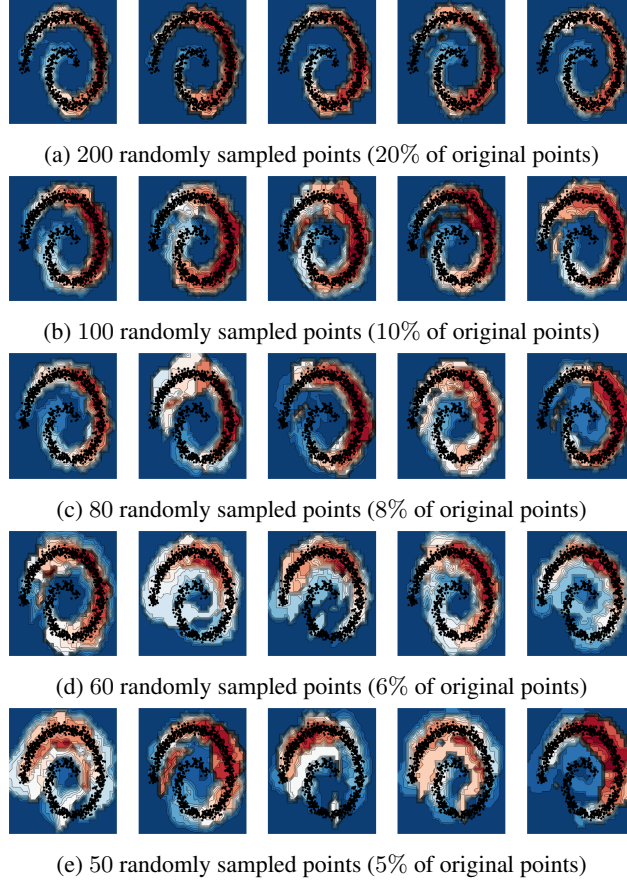 (a) 200 randomly sampled points (20% of original points)
(b) 100 randomly sampled points (10% of original points)
(c) 80 randomly sampled points (8% of original points)
(d) 60 randomly sampled points (6% of original points)
(e) 50 randomly sampled points (5% of original points)